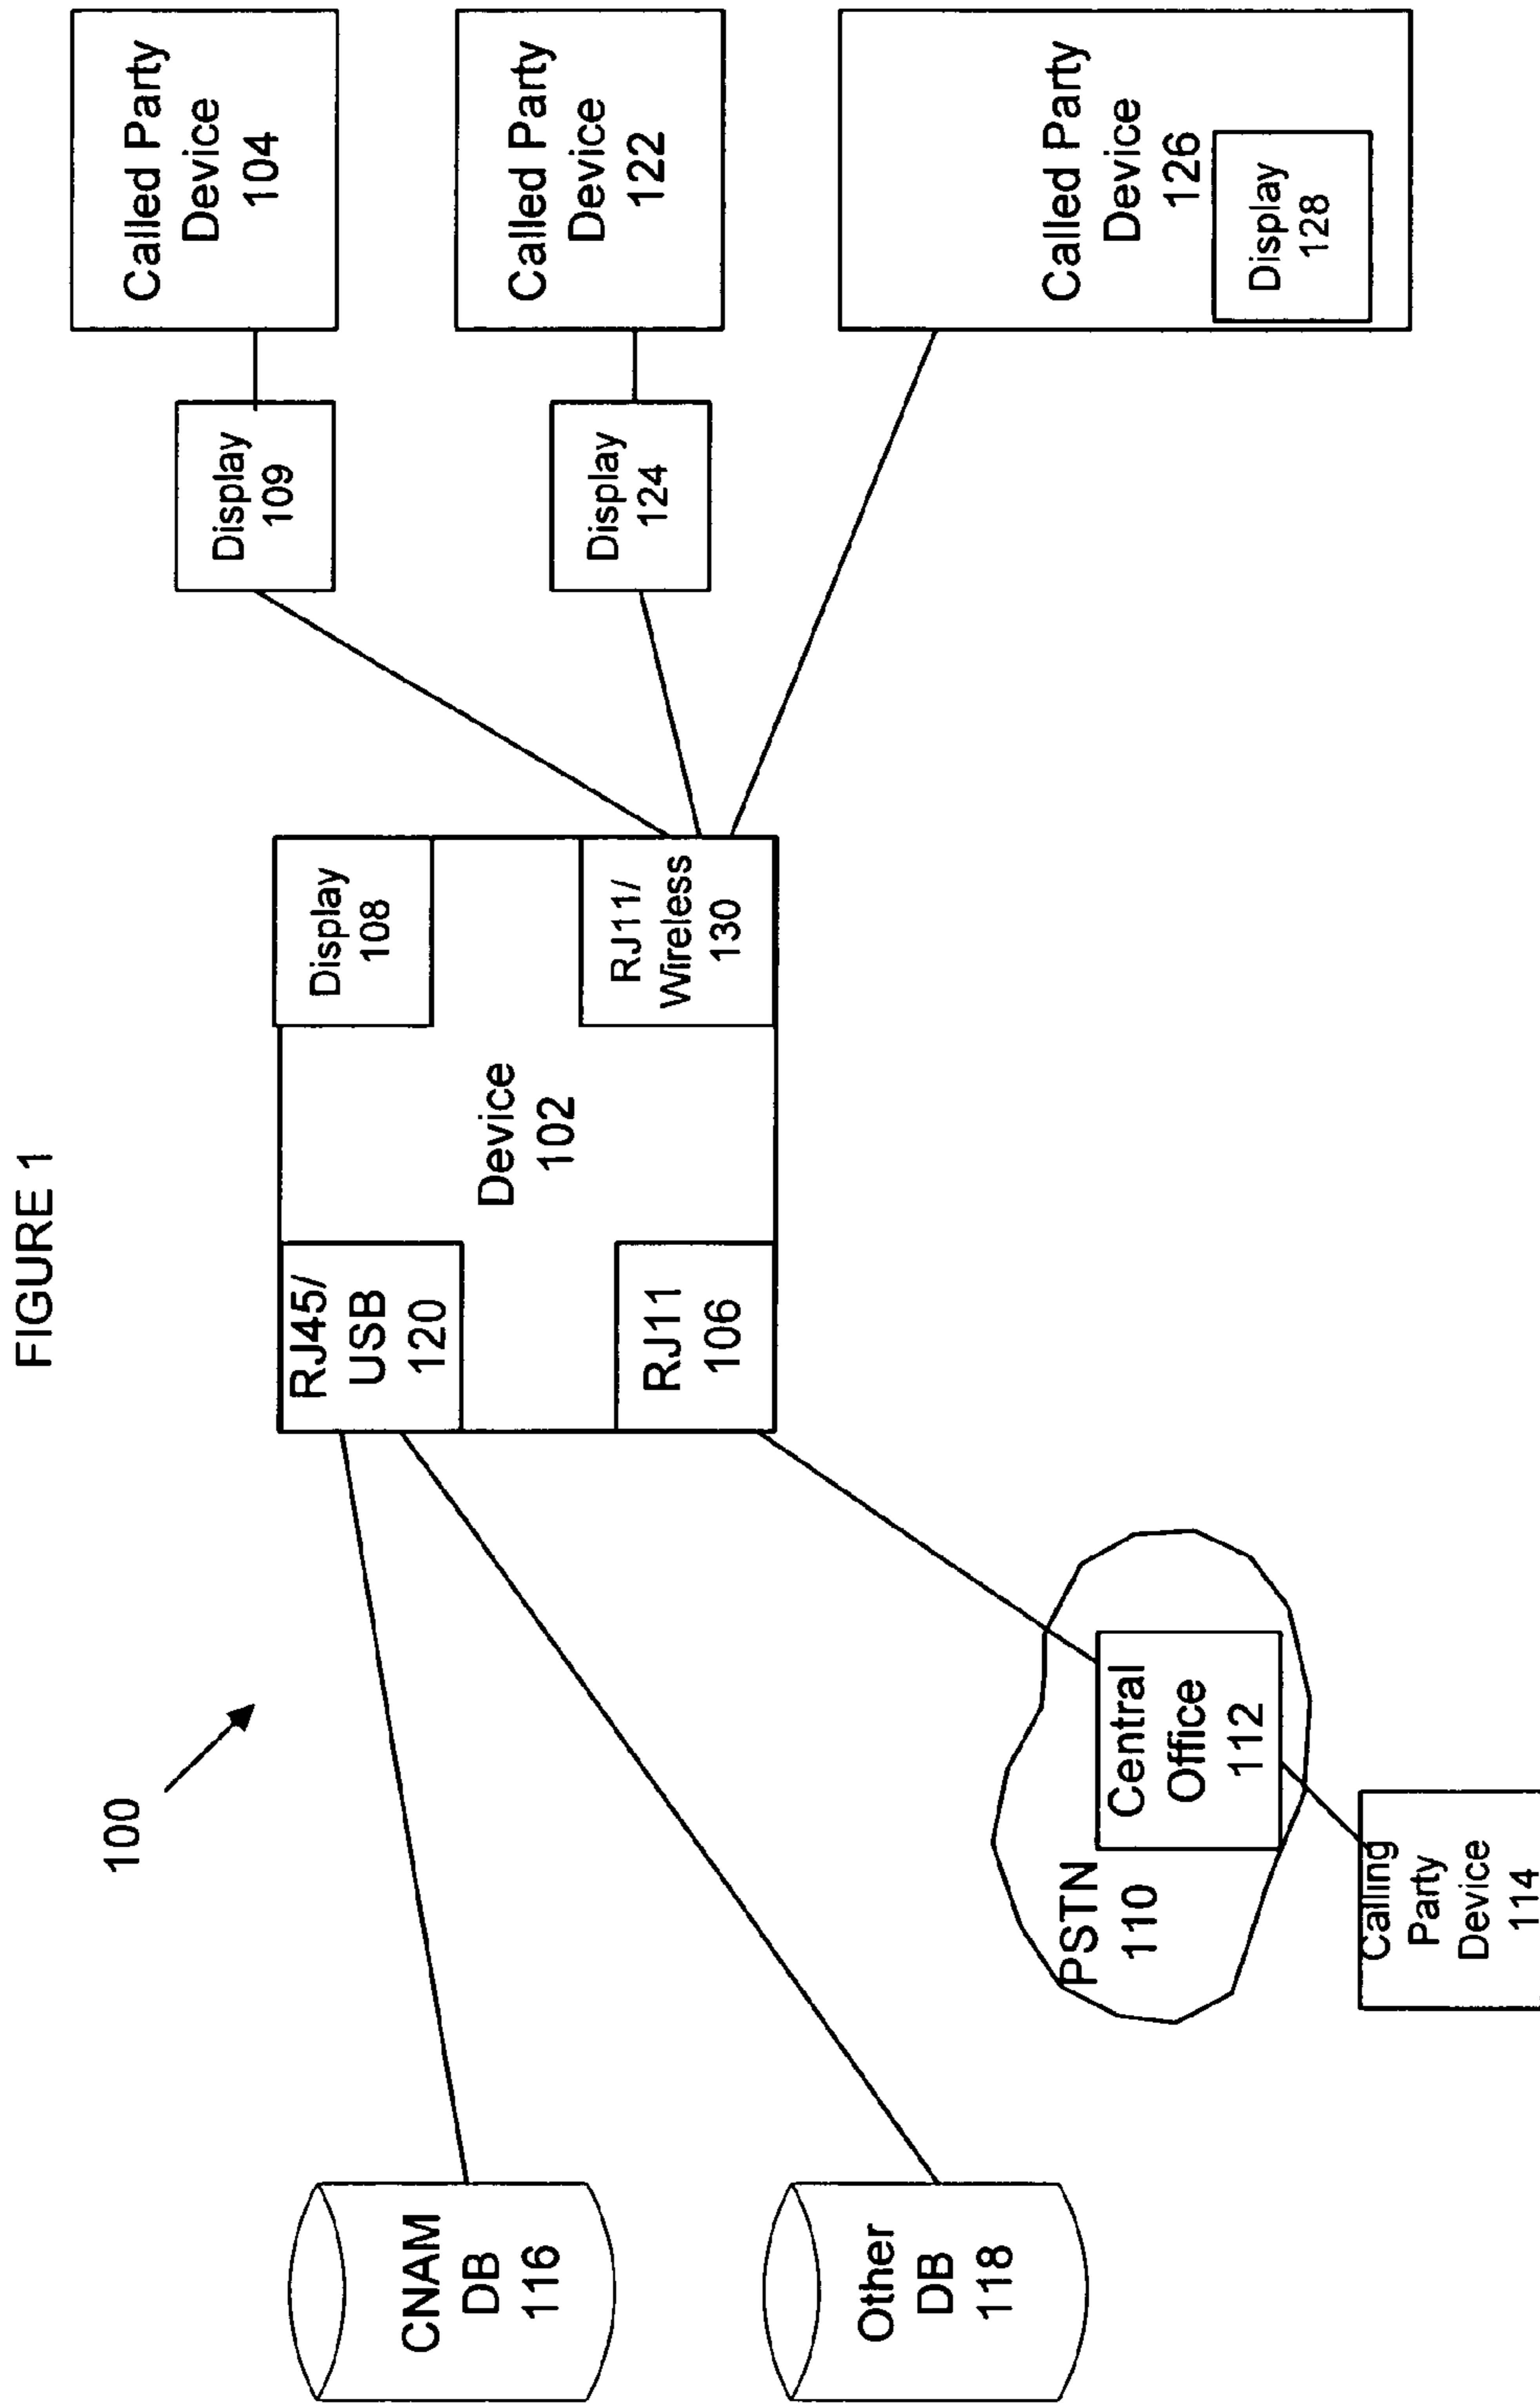 FIGURE 1
100
CNAM
DB
116
Other
DB
118
PSTN
110
Central
Office
112
Calling
Party
Device
114
RJ45/
USB
120
RJ11
106
Device
102
Display
108
RJ11/
Wireless
130
Display
109
Display
124
Called Party
Device
104
Called Party
Device
122
Called Party
Device
126
Display
128